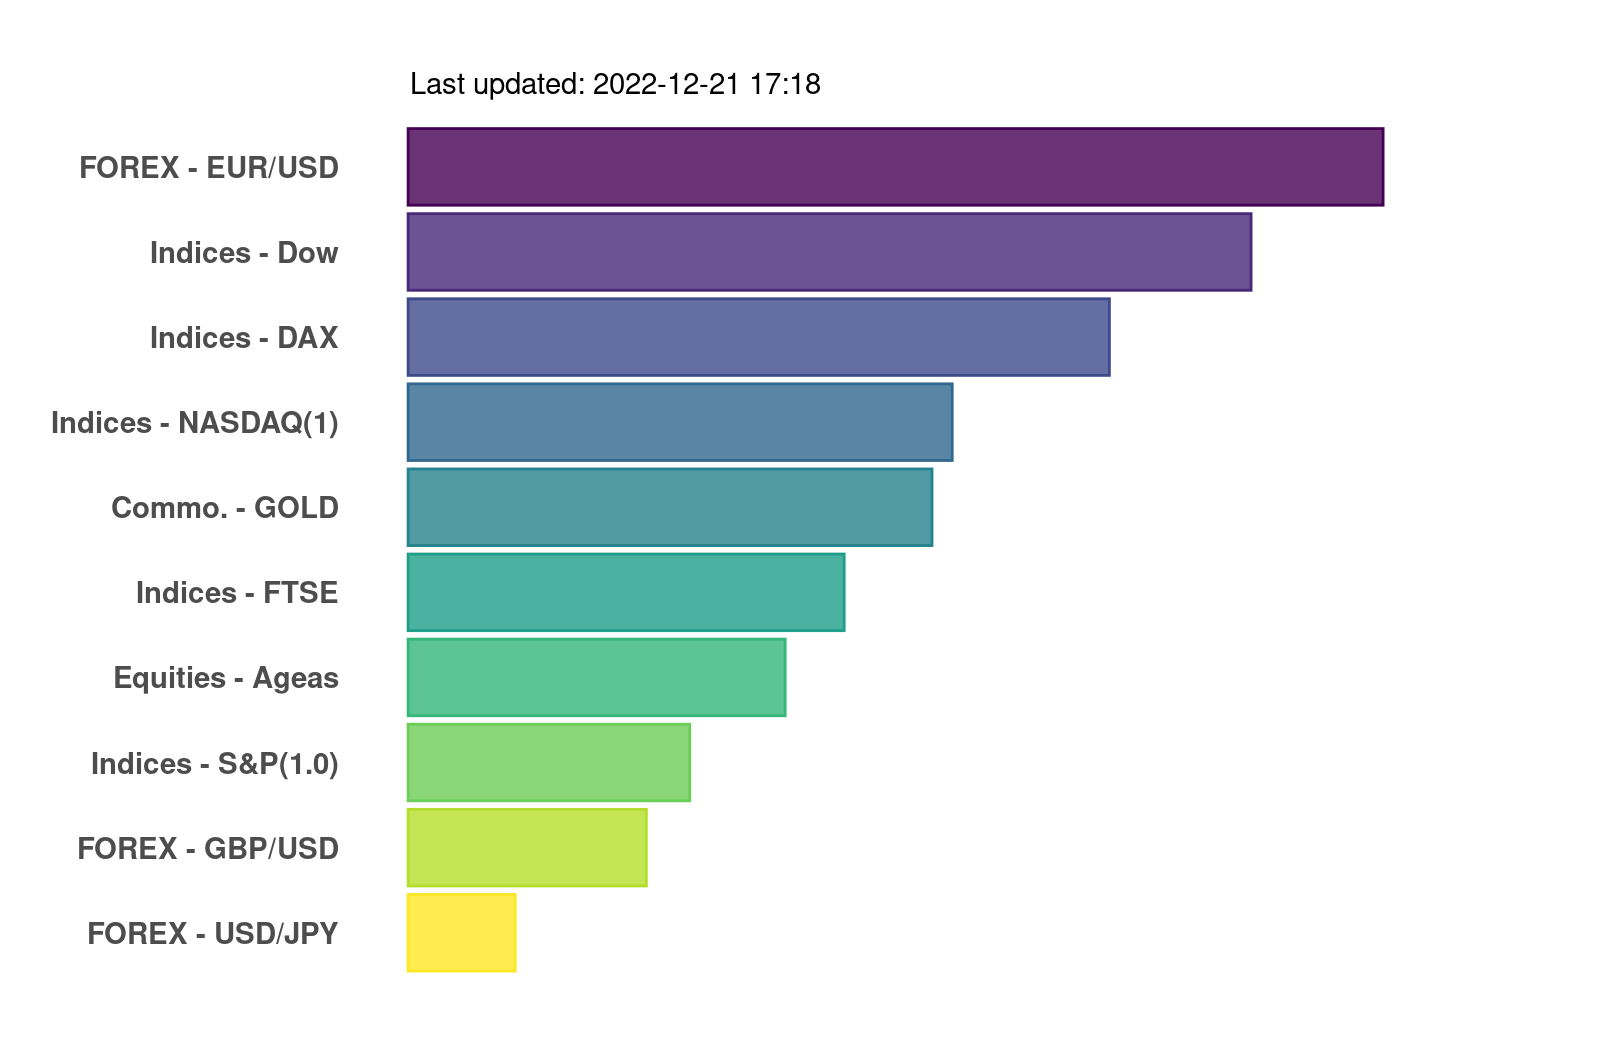 Last updated: 2022-12-21 17:18
FOREX - EUR/USD
Indices - Dow
Indices - DAX
Indices - NASDAQ(1)
Commo. - GOLD
Indices - FTSE
Equities - Ageas
Indices - S&P(1.0)
FOREX - GBP/USD
FOREX - USD/JPY